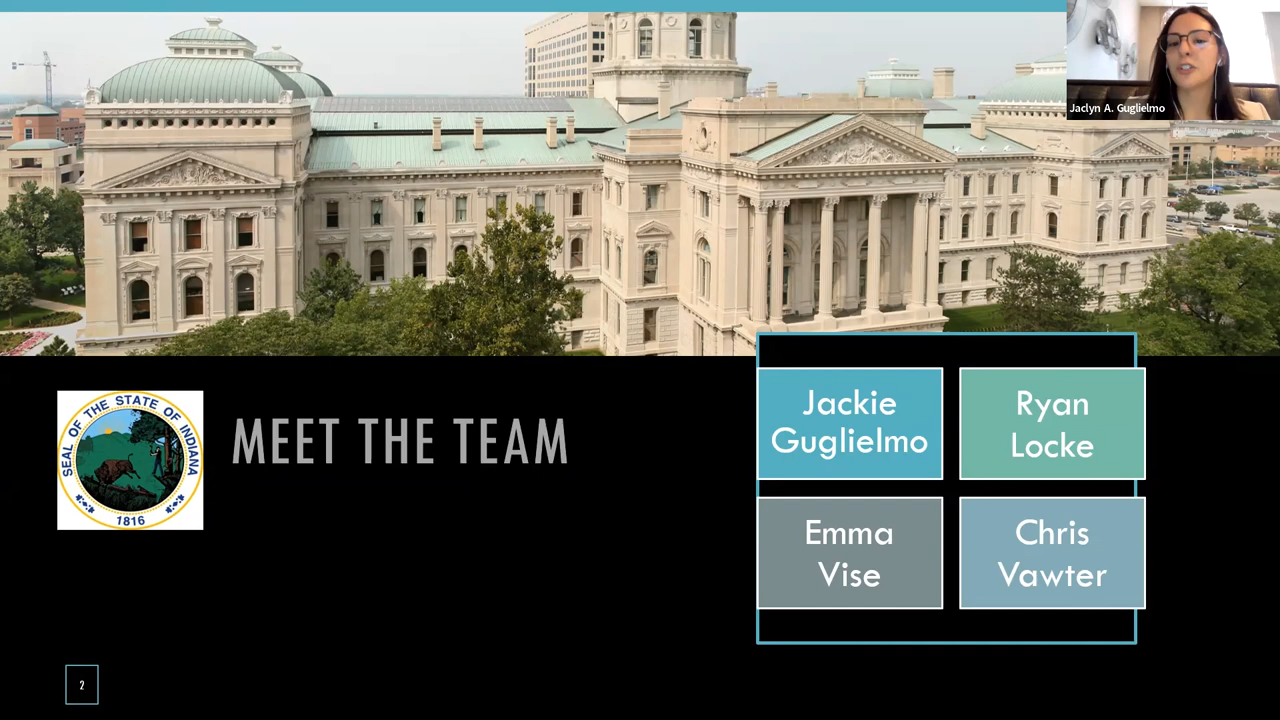 Jaclyn A. Guglielmo
SEAL OF THE STATE OF INDIANA
1816
MEET THE TEAM
Jackie
Guglielmo
Ryan
Locke
Emma
Vise
Chris
Vawter
2